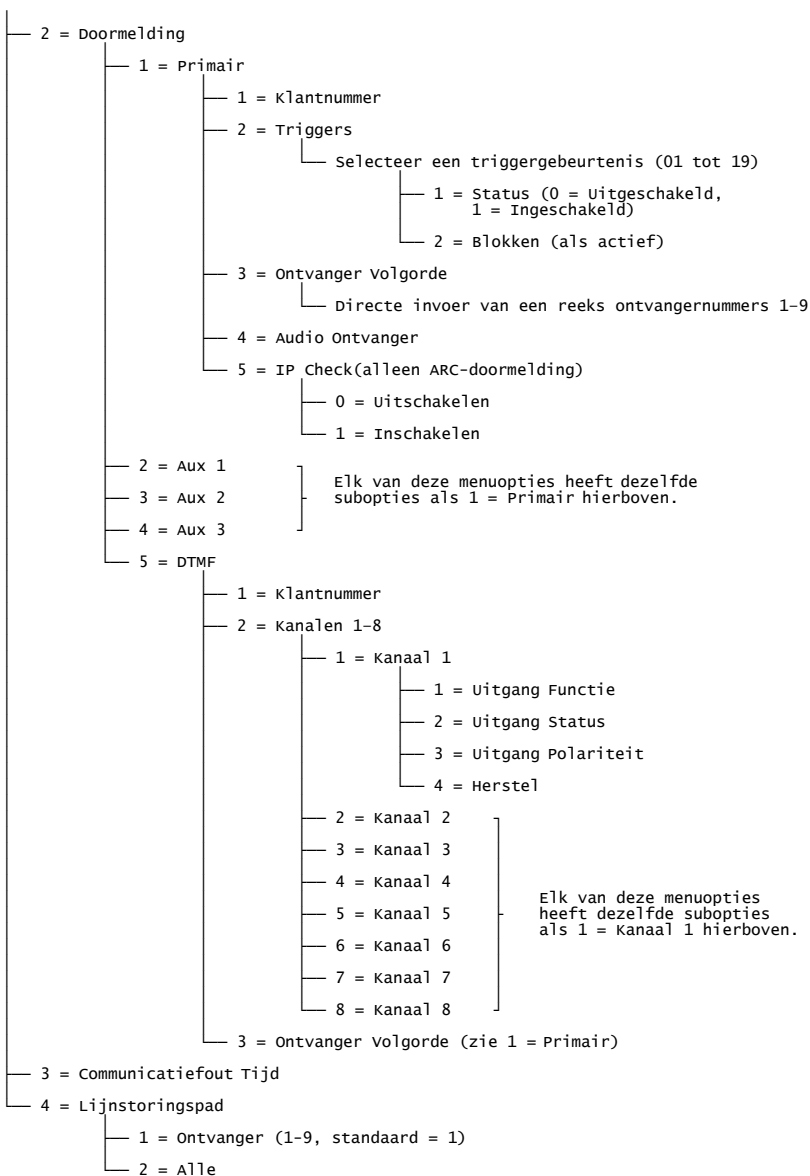 2 = Doormelding
1 = Primair
1 = Klantnummer
2 = Triggers
Selecteer een triggergebeurtenis (01 tot 19)
1 = Status (0 = Uitgeschakeld,
1 = Ingeschakeld)
2 = Blokken (als actief)
3 = Ontvanger Volgorde
Directe invoer van een reeks ontvangernummers 1-9
4 = Audio Ontvanger
5 = IP Check(alleen ARC-doormelding)
0 = Uitschakelen
1 = Inschakelen
2 = Aux 1
3 = Aux 2
4 = Aux 3
Elk van deze menuopties heeft dezelfde
subopties als 1 = Primair hierboven.
5 = DTMF
1 = Klantnummer
2 = Kanalen 1-8
1 = Kanaal 1
1 = Uitgang Functie
2 = Uitgang Status
3 = Uitgang Polariteit
4 = Herstel
2 = Kanaal 2
3 = Kanaal 3
4 = Kanaal 4
5 = Kanaal 5
6 = Kanaal 6
7 = Kanaal 7
8 = Kanaal 8
Elk van deze menuopties
heeft dezelfde subopties
als 1 = Kanaal 1 hierboven.
3 = Ontvanger Volgorde (zie 1 = Primair)
3 = Communicatiefout Tijd
4 = Lijnstoringspad
1 = Ontvanger (1-9, standaard = 1)
2 = Alle